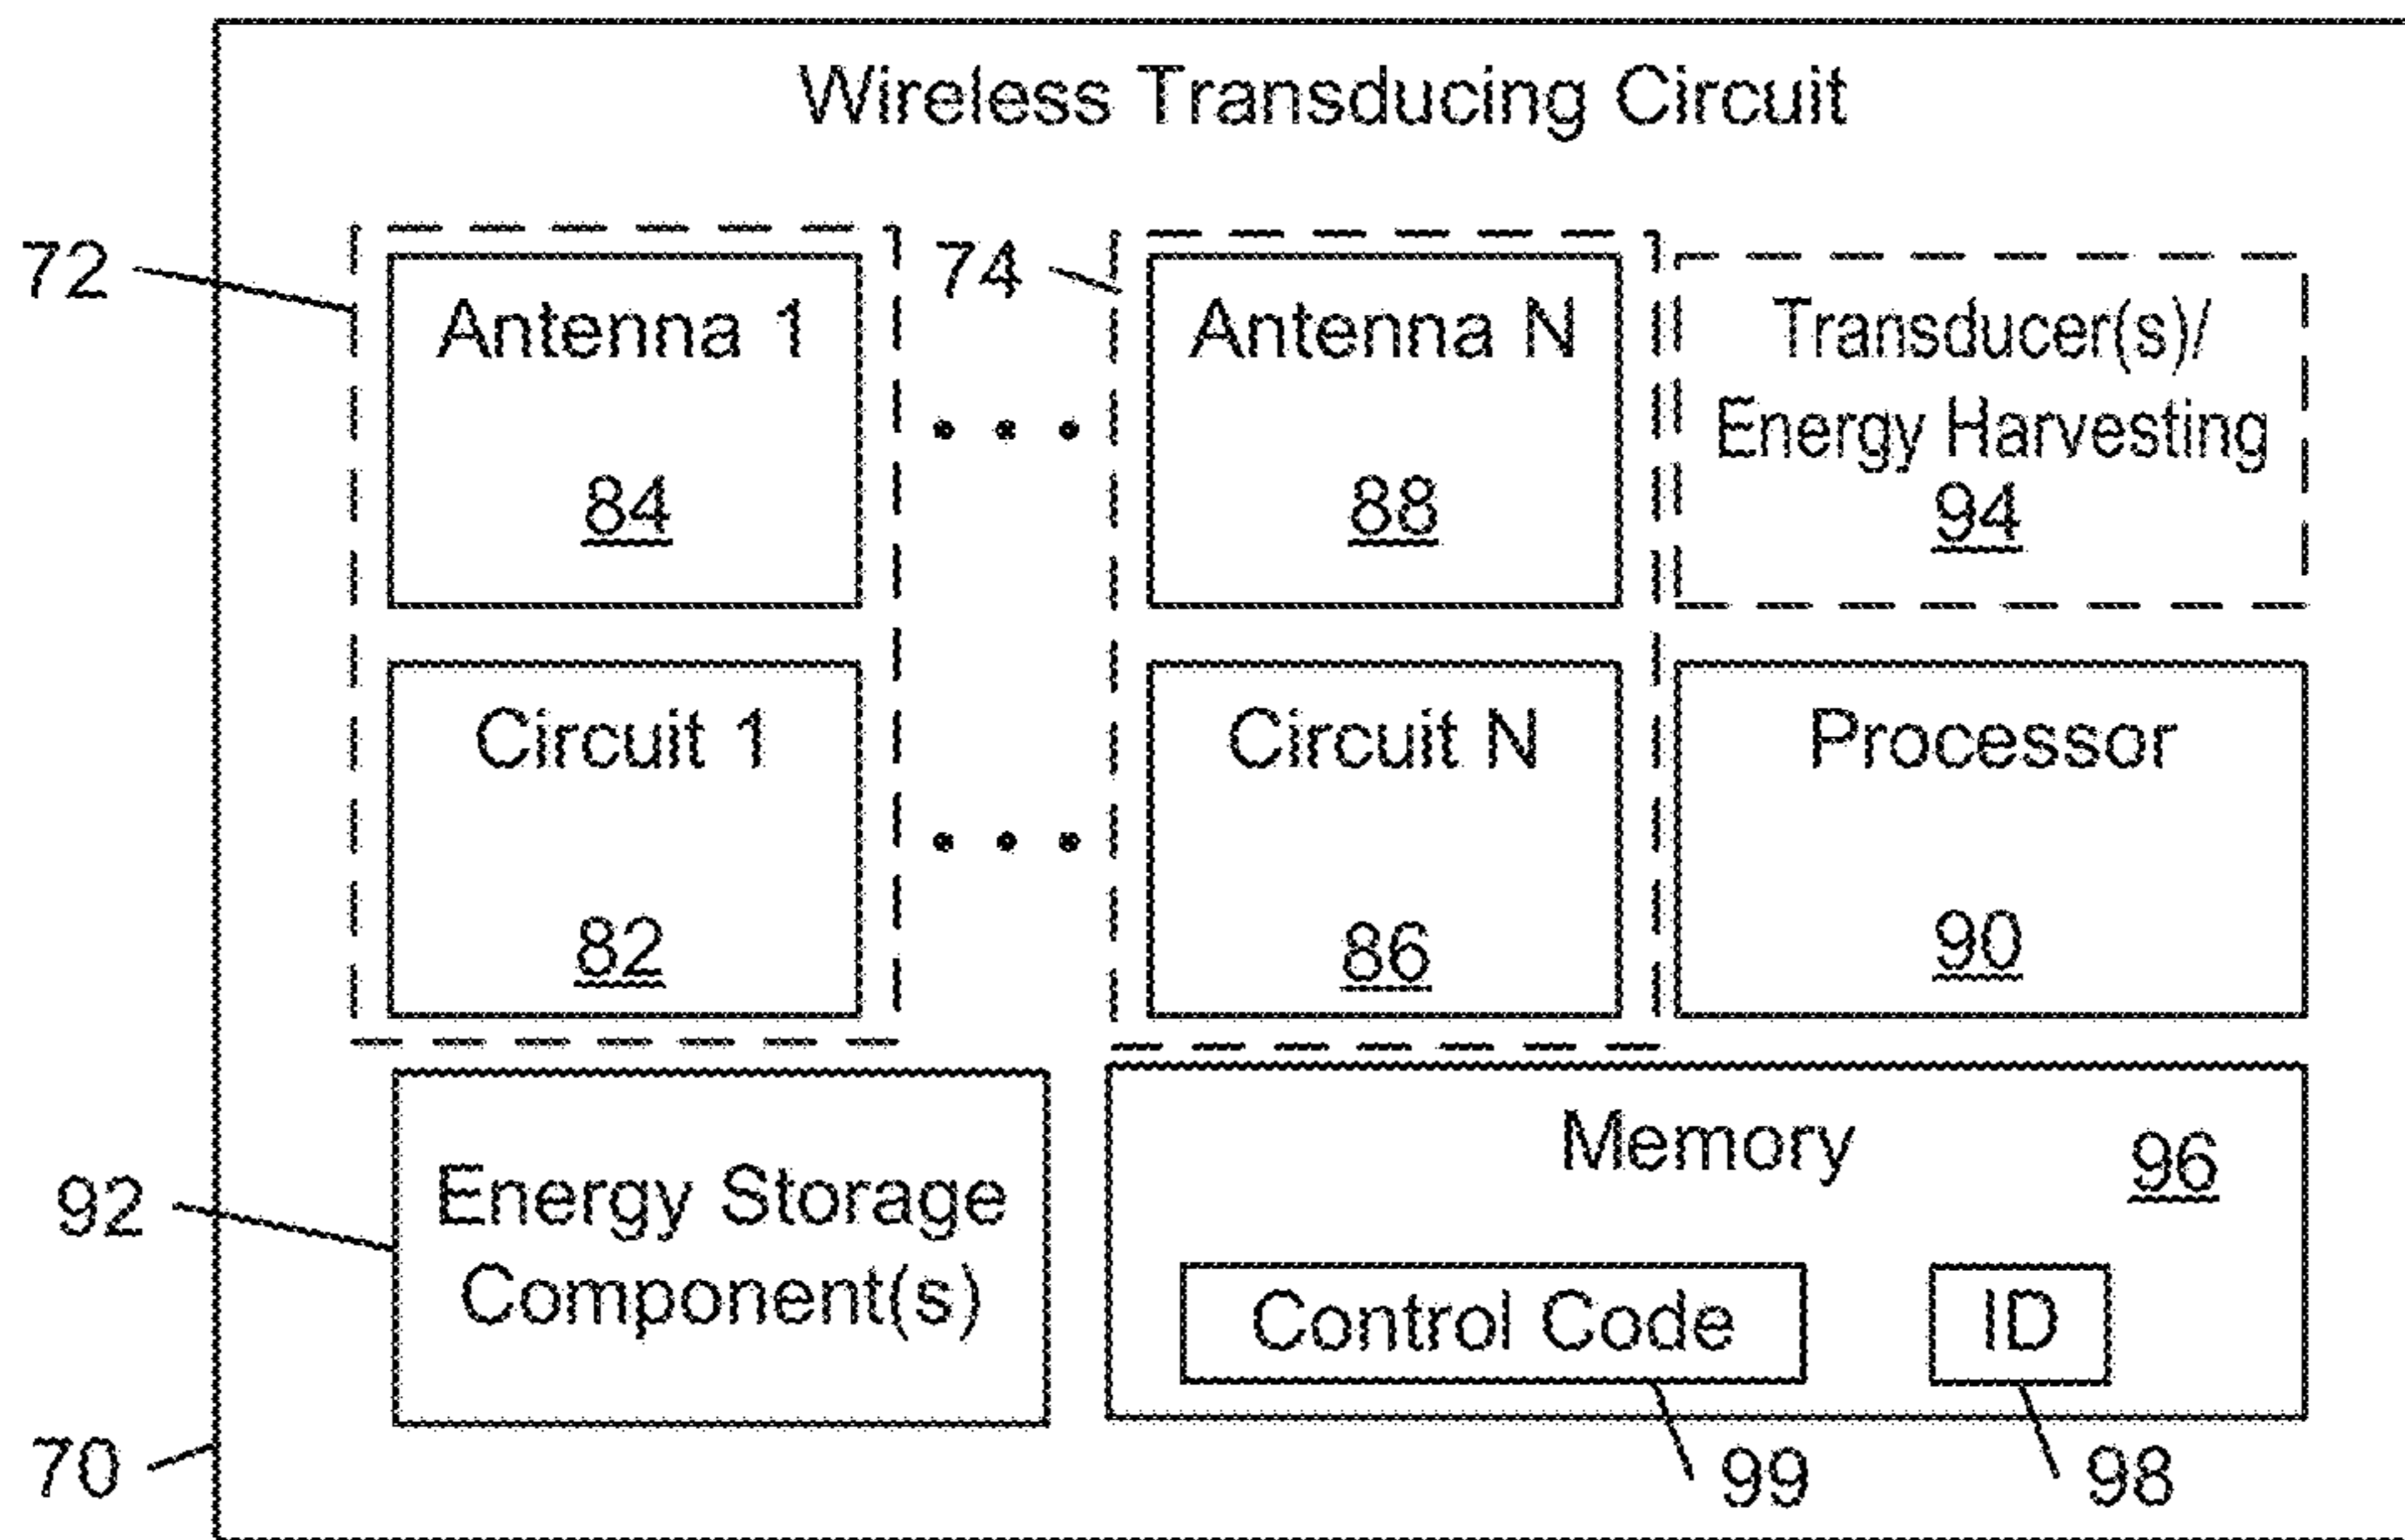 Wireless Transducing Circuit
72
Antenna 1
84
74
Antenna N
88
Transducer(s)/
Energy Harvesting
94
Circuit 1
82
Circuit N
86
Processor
90
92
Energy Storage
Component(s)
Memory
96
Control Code
ID
70
99
98